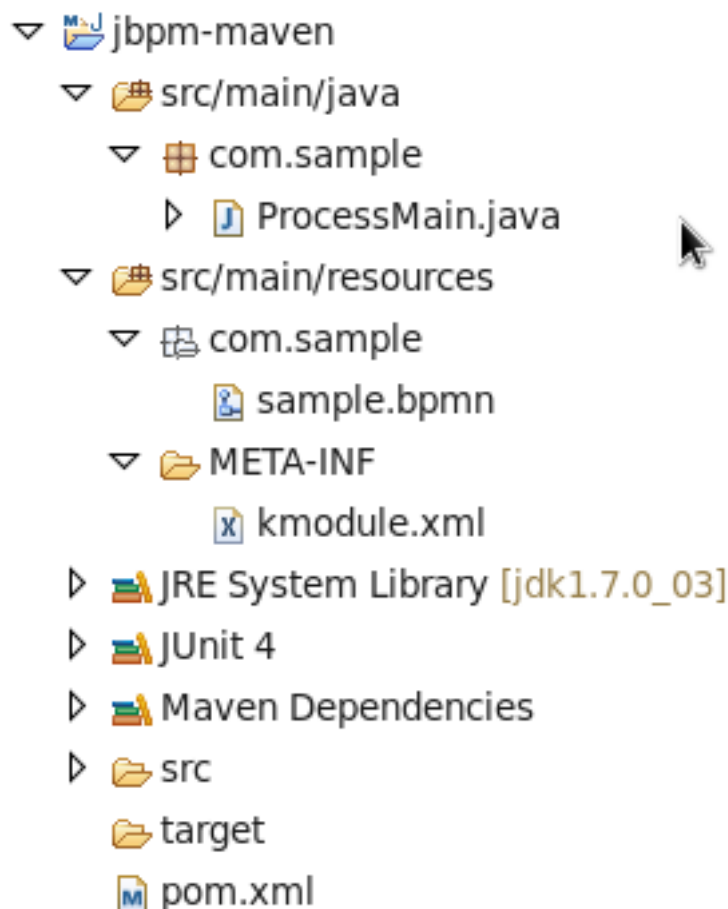 jbpm-maven
src/main/java
com.sample
ProcessMain.java
src/main/resources
com.sample
sample.bpmn
META-INF
kmodule.xml
JRE System Library [jdk1.7.0_03]
JUnit 4
Maven Dependencies
src
target
pom.xml